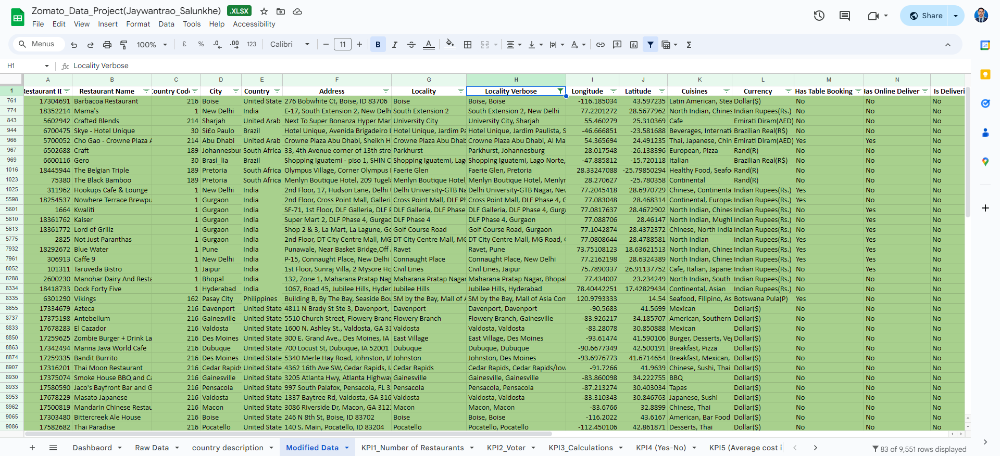 Zomato_Data_Project(Jaywantrao_Salunkhe) .XLSX
File Edit View Insert Format Data Tools Help Accessibility
Share
Menus 100% £ % .0 .00 123 Calibri 11 B I A Σ
H1 fx Locality Verbose
A B C D E F G H I J K L M N
1 Restaurant ID Restaurant Name Country Code City Country Address Locality Locality Verbose Longitude Latitude Cuisines Currency Has Table Booking Has Online Deliver Is Deliveri
761 17304691 Barbacoa Restaurant 216 Boise United State 276 Bobwhite Ct, Boise, ID 83706 Boise Boise, Boise -116.185034 43.597235 Latin American, Stea Dollar($) No No No
774 18352214 Mama's 1 New Delhi India E-17, South Extension 2, New Delh South Extension 2 South Extension 2, New Delhi 77.2201272 28.5677962 North Indian, Chines Indian Rupees(Rs.) No No No
843 5602942 Crafted Blends 214 Sharjah United Arab Next To Super Bonanza Hyper Mar University City University City, Sharjah 55.460279 25.310369 Cafe Emirati Diram(AED) No No No
944 6700475 Skye - Hotel Unique 30 Sí£o Paulo Brazil Hotel Unique, Avenida Brigadeiro L Hotel Unique, Jardim Pa Hotel Unique, Jardim Paulista, S -46.666851 -23.581688 Beverages, Internati Brazilian Real(R$) No No No
966 5700052 Cho Gao - Crowne Plaza A 214 Abu Dhabi United Arab Crowne Plaza Abu Dhabi, Sheikh H Crowne Plaza Abu Dhab Crowne Plaza Abu Dhabi, Al Ma 54.365694 24.491235 Thai, Japanese, Chin Emirati Diram(AED) Yes Yes No
967 6502688 Craft 189 Johannesbur South Africa 33, 4th Avenue corner of 13th stre Parkhurst Parkhurst, Johannesburg 28.017548 -26.138396 European, Pizza Rand(R) No No No
969 6600116 Gero 30 Brasí_lia Brazil Shopping Iguatemi - piso 1, SHIN C Shopping Iguatemi, Lag Shopping Iguatemi, Lago Norte, -47.885812 -15.720118 Italian Brazilian Real(R$) No No No
1016 18445944 The Belgian Triple 189 Pretoria South Africa Olympus Village, Corner Olympus I Faerie Glen Faerie Glen, Pretoria 28.33247088 -25.79850294 Healthy Food, Seafo Rand(R) No No No
1023 75380 The Black Bamboo 189 Pretoria South Africa Menlyn Boutique Hotel, 209 Tugela Menlyn Boutique Hotel, Menlyn Boutique Hotel, Menlyr 28.270627 -25.780358 Continental Rand(R) No No No
1025 311962 Hookups Cafe & Lounge 1 New Delhi India 2nd Floor, 17, Hudson Lane, Delhi Delhi University-GTB Nagar Delhi University-GTB Nagar, Nev 77.2045418 28.6970729 Chinese, Continenta Indian Rupees(Rs.) Yes No No
5598 18254537 Nowhere Terrace Brewpu 1 Gurgaon India 2nd Floor, Cross Point Mall, Galleri Cross Point Mall, DLF Ph Cross Point Mall, DLF Phase 4, G 77.083048 28.468314 Continental, Europea Indian Rupees(Rs.) Yes No No
5601 1664 Kwaliti 1 Gurgaon India SF-71, 1st Floor, DLF Galleria, DLF F DLF Galleria, DLF Phase DLF Galleria, DLF Phase 4, Gurga 77.0817637 28.4672902 North Indian, Chines Indian Rupees(Rs.) No Yes No
5610 18361762 Kaiser 1 Gurgaon India Super Mart 2, DLF Phase 4, Gurgac DLF Phase 4 DLF Phase 4, Gurgaon 77.088706 28.46147 North Indian, Mughl Indian Rupees(Rs.) No Yes No
5613 18361772 Lord of Grillz 1 Gurgaon India Shop 2 & 3, La Mart, La Lagune, Gc Golf Course Road Golf Course Road, Gurgaon 77.1042874 28.4372372 Chinese, North India Indian Rupees(Rs.) No Yes No
5775 2825 Not Just Paranthas 1 Gurgaon India 2nd Floor, DT City Centre Mall, MG DT City Centre Mall, MG DT City Centre Mall, MG Road, 77.0808644 28.4788581 North Indian Indian Rupees(Rs.) Yes Yes No
7932 18292672 Blue Water 1 Pune India Punawale, Near Basket Bridge,Off Ravet Ravet, Pune 73.75108123 18.63621513 North Indian, Chines Indian Rupees(Rs.) Yes Yes No
7961 306913 Caffe 9 1 New Delhi India P-15, Connaught Place, New Delhi Connaught Place Connaught Place, New Delhi 77.2162198 28.6324389 North Indian, Chines Indian Rupees(Rs.) Yes Yes No
8052 101311 Taruveda Bistro 1 Jaipur India 1st Floor, Sunraj Villa, 2 Mysore Ho Civil Lines Civil Lines, Jaipur 75.7890337 26.91137752 Cafe, Italian, Japane Indian Rupees(Rs.) No Yes No
8288 2600230 Manohar Dairy And Resta 1 Bhopal India 132, Zone 1, Maharana Pratap Nag Maharana Pratap Nagar Maharana Pratap Nagar, Bhopal 77.434007 23.234249 North Indian, South Indian Rupees(Rs.) No No No
8334 18418733 Dock Forty Five 1 Hyderabad India 1067, Road 45, Jubilee Hills, Hyder Jubilee Hills Jubilee Hills, Hyderabad 78.40442251 17.42829434 Continental, Asian Indian Rupees(Rs.) No No No
8335 6301290 Vikings 162 Pasay City Philippines Building B, By The Bay, Seaside Bou SM by the Bay, Mall of A SM by the Bay, Mall of Asia Com 120.9793333 14.54 Seafood, Filipino, As Botswana Pula(P) Yes No No
8655 17334679 Azteca 216 Davenport United State 4811 N Brady St Ste 3, Davenport, Davenport Davenport, Davenport -90.5683 41.5699 Mexican Dollar($) No No No
8737 17375198 Antebellum 216 Gainesville United State 5510 Church Street, Flowery Branc Flowery Branch Flowery Branch, Gainesville -83.926217 34.185707 American, Southern Dollar($) No No No
8833 17678283 El Cazador 216 Valdosta United State 1600 N. Ashley St., Valdosta, GA 31 Valdosta Valdosta, Valdosta -83.28078 30.850888 Mexican Dollar($) No No No
8850 17259625 Zombie Burger + Drink La 216 Des Moines United State 300 E. Grand Ave., Des Moines, IA East Village East Village, Des Moines -93.61474 41.590106 Burger, Desserts, Veg Dollar($) No No No
8863 17342494 Manna Java World Cafe 216 Dubuque United State 700 Locust St, Dubuque, IA 52001 Dubuque Dubuque, Dubuque -90.6677349 42.500191 Breakfast, Pizza Dollar($) No No No
8874 17259335 Bandit Burrito 216 Des Moines United State 5340 Merle Hay Road, Johnston, IA Johnston Johnston, Des Moines -93.6976773 41.6714654 Breakfast, Mexican, Dollar($) No No No
8907 17316201 Thai Moon Restaurant 216 Cedar Rapids United State 4362 16th Ave SW, Cedar Rapids, I Cedar Rapids Cedar Rapids, Cedar Rapids/Iow -91.7266 41.9639 Chinese, Sushi, Thai Dollar($) No No No
8930 17375074 Smoke House BBQ and Ca 216 Gainesville United State 3205 Atlanta Hwy, Atlanta Highway Gainesville Gainesville, Gainesville -83.860098 34.222755 BBQ Dollar($) No No No
8933 17580590 Jaco's Bayfront Bar and G 216 Pensacola United State 997 South Palafox, Pensacola, FL 3 Pensacola Pensacola, Pensacola -87.213274 30.403034 Tapas Dollar($) No No No
8953 17678229 Masato Japanese 216 Valdosta United State 1337 Baytree Rd, Valdosta, GA 316 Valdosta Valdosta, Valdosta -83.310343 30.846763 Japanese, Sushi Dollar($) No No No
8962 17500819 Mandarin Chinese Restau 216 Macon United State 3086 Riverside Dr, Macon, GA 3121 Macon Macon, Macon -83.6766 32.8899 Chinese, Thai Dollar($) No No No
9065 17303480 Bittercreek Ale House 216 Boise United State 246 N 8th St, Boise, ID 83702 Boise Boise, Boise -116.2022 43.6167 American, Bar Food Dollar($) No No No
9086 17582682 Thai Paradise 216 Pocatello United State 140 S. Main, Pocatello, ID 83204 Pocatello Pocatello, Pocatello -112.450106 42.861871 Desserts, Thai Dollar($) No No No
Dashbaord Raw Data country description Modified Data KPI1_Number of Restaurants KPI2_Voter KPI3_Calculations KPI4 (Yes-No) KPI5 (Average cost i 83 of 9,551 rows displayed